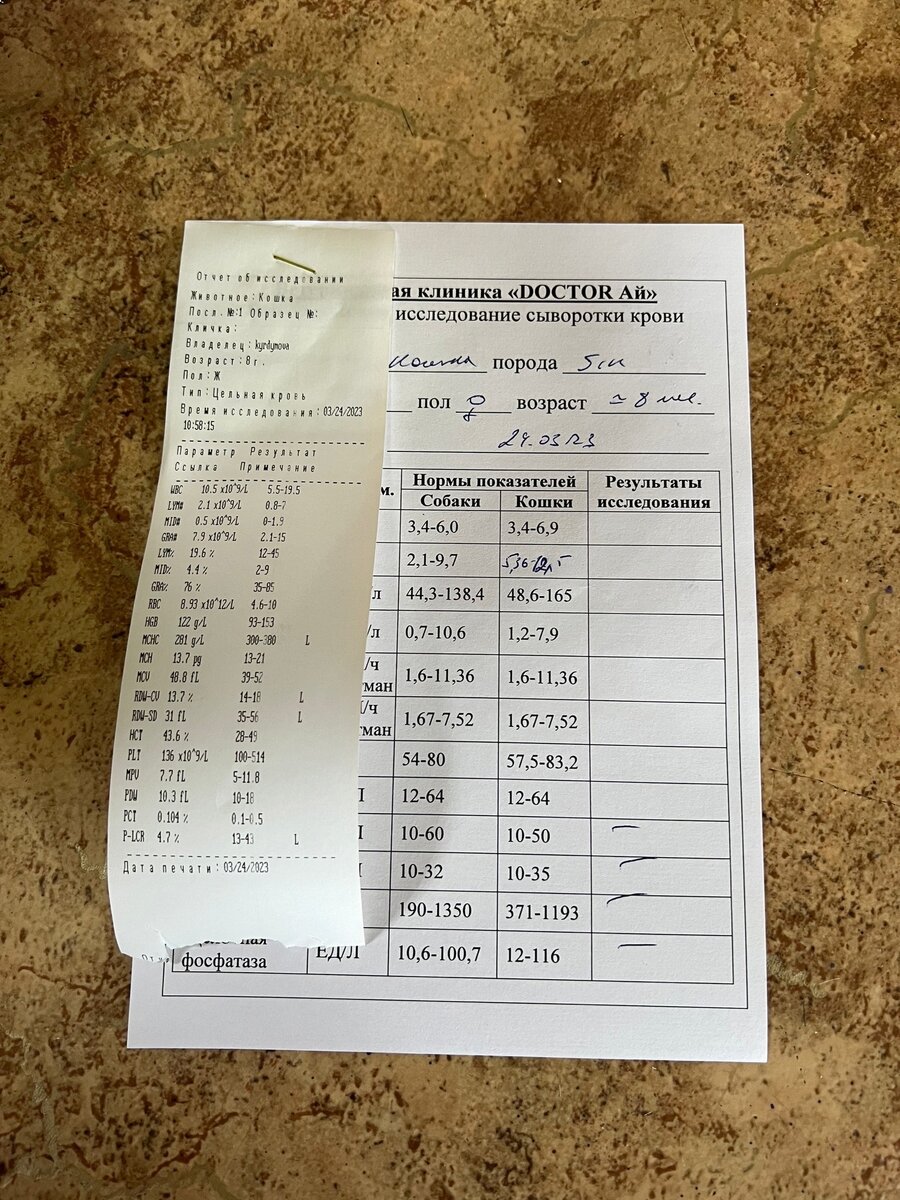 Отчет об исследовании
Животное:Кошка
Посл.№:1 Образец №:
Кличка:
Владелец:kyrdymova
Возраст:8г.
Пол:Ж
Тип:Цельная кровь
Время исследования:03/24/2023
10:58:15
Параметр Результат
Ссылка Примечание
WBC 10.5 x10^9/L 5.5-19.5
LYM# 2.1 x10^9/L 0.8-7
MID# 0.5 x10^9/L 0-1.9
GRA# 7.9 x10^9/L 2.1-15
LYM% 19.6 % 12-45
MID% 4.4 % 2-9
GRA% 76 % 35-85
RBC 8.93 x10^12/L 4.6-10
HGB 122 g/L 93-153
MCHC 281 g/L 300-380 L
MCH 13.7 pg 13-21
MCV 48.8 fL 39-52
RDW-CV 13.7 % 14-18 L
RDW-SD 31 fL 35-56 L
HCT 43.6 % 28-49
PLT 136 x10^9/L 100-514
MPV 7.7 fL 5-11.8
PDW 10.3 fL 10-18
PCT 0.104 % 0.1-0.5
P-LCR 4.7 % 13-43 L
Дата печати:03/24/2023
ая клиника «DOCTOR Ай»
исследование сыворотки крови
порода
пол ♀ возраст ≈ 8
24.03.23
м. Нормы показателей Результаты
Собаки Кошки исследования
3,4-6,0 3,4-6,9
2,1-9,7
л 44,3-138,4 48,6-165
/л 0,7-10,6 1,2-7,9
/ч
ман 1,6-11,36 1,6-11,36
/ч
ман 1,67-7,52 1,67-7,52
54-80 57,5-83,2
12-64 12-64
10-60 10-50 —
10-32 10-35 —
190-1350 371-1193 —
фосфатаза ЕД/Л 10,6-100,7 12-116 —